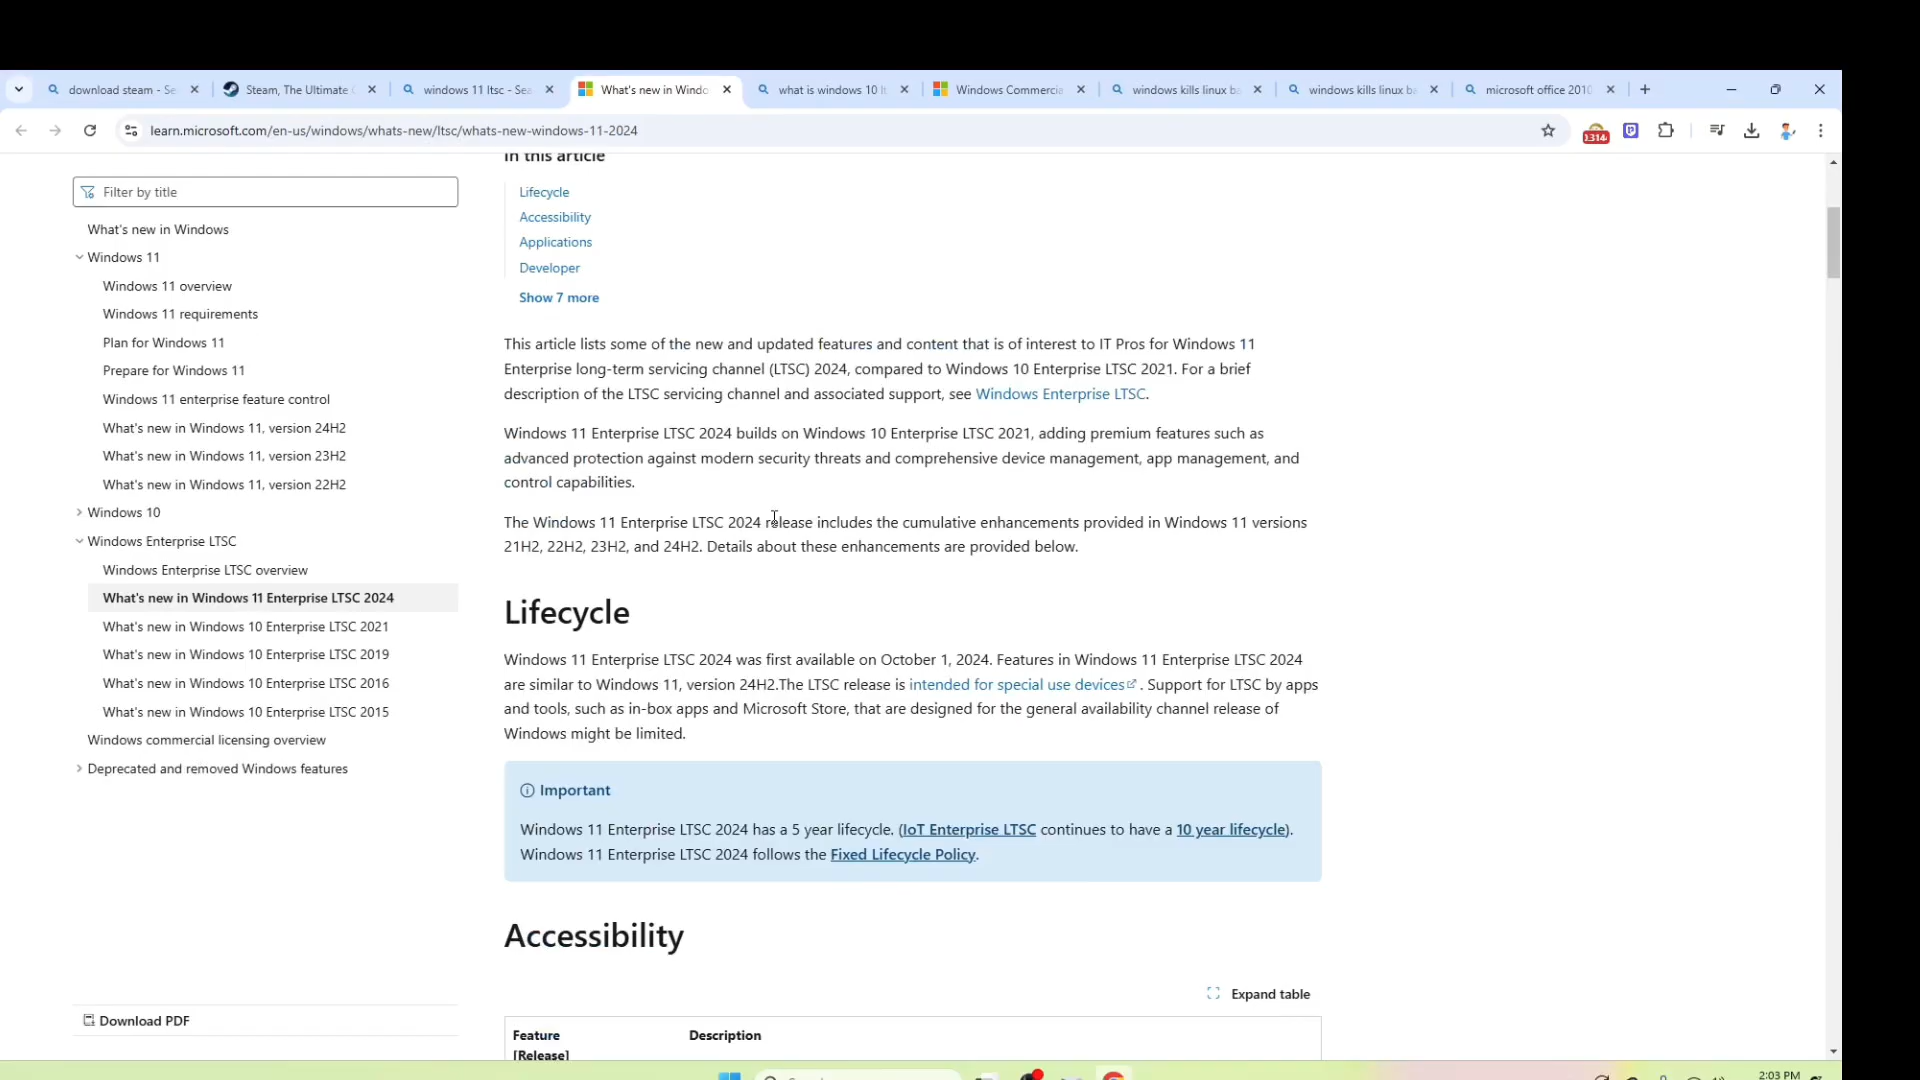 download steam - Se
Steam, The Ultimate
windows 11 ltsc - Sea
What's new in Windo
what is windows 10 lt
Windows Commercia
windows kills linux ba
windows kills linux ba
microsoft office 2010
learn.microsoft.com/en-us/windows/whats-new/ltsc/whats-new-windows-11-2024
Filter by title
What's new in Windows
Windows 11
Windows 11 overview
Windows 11 requirements
Plan for Windows 11
Prepare for Windows 11
Windows 11 enterprise feature control
What's new in Windows 11, version 24H2
What's new in Windows 11, version 23H2
What's new in Windows 11, version 22H2
Windows 10
Windows Enterprise LTSC
Windows Enterprise LTSC overview
What's new in Windows 11 Enterprise LTSC 2024
What's new in Windows 10 Enterprise LTSC 2021
What's new in Windows 10 Enterprise LTSC 2019
What's new in Windows 10 Enterprise LTSC 2016
What's new in Windows 10 Enterprise LTSC 2015
Windows commercial licensing overview
Deprecated and removed Windows features
Download PDF
In this article
Lifecycle
Accessibility
Applications
Developer
Show 7 more
This article lists some of the new and updated features and content that is of interest to IT Pros for Windows 11
Enterprise long-term servicing channel (LTSC) 2024, compared to Windows 10 Enterprise LTSC 2021. For a brief
description of the LTSC servicing channel and associated support, see Windows Enterprise LTSC.
Windows 11 Enterprise LTSC 2024 builds on Windows 10 Enterprise LTSC 2021, adding premium features such as
advanced protection against modern security threats and comprehensive device management, app management, and
control capabilities.
The Windows 11 Enterprise LTSC 2024 release includes the cumulative enhancements provided in Windows 11 versions
21H2, 22H2, 23H2, and 24H2. Details about these enhancements are provided below.
Lifecycle
Windows 11 Enterprise LTSC 2024 was first available on October 1, 2024. Features in Windows 11 Enterprise LTSC 2024
are similar to Windows 11, version 24H2.The LTSC release is intended for special use devices. Support for LTSC by apps
and tools, such as in-box apps and Microsoft Store, that are designed for the general availability channel release of
Windows might be limited.
Important
Windows 11 Enterprise LTSC 2024 has a 5 year lifecycle. (IoT Enterprise LTSC continues to have a 10 year lifecycle).
Windows 11 Enterprise LTSC 2024 follows the Fixed Lifecycle Policy.
Accessibility
Expand table
Feature
[Release]
Description
2:03 PM